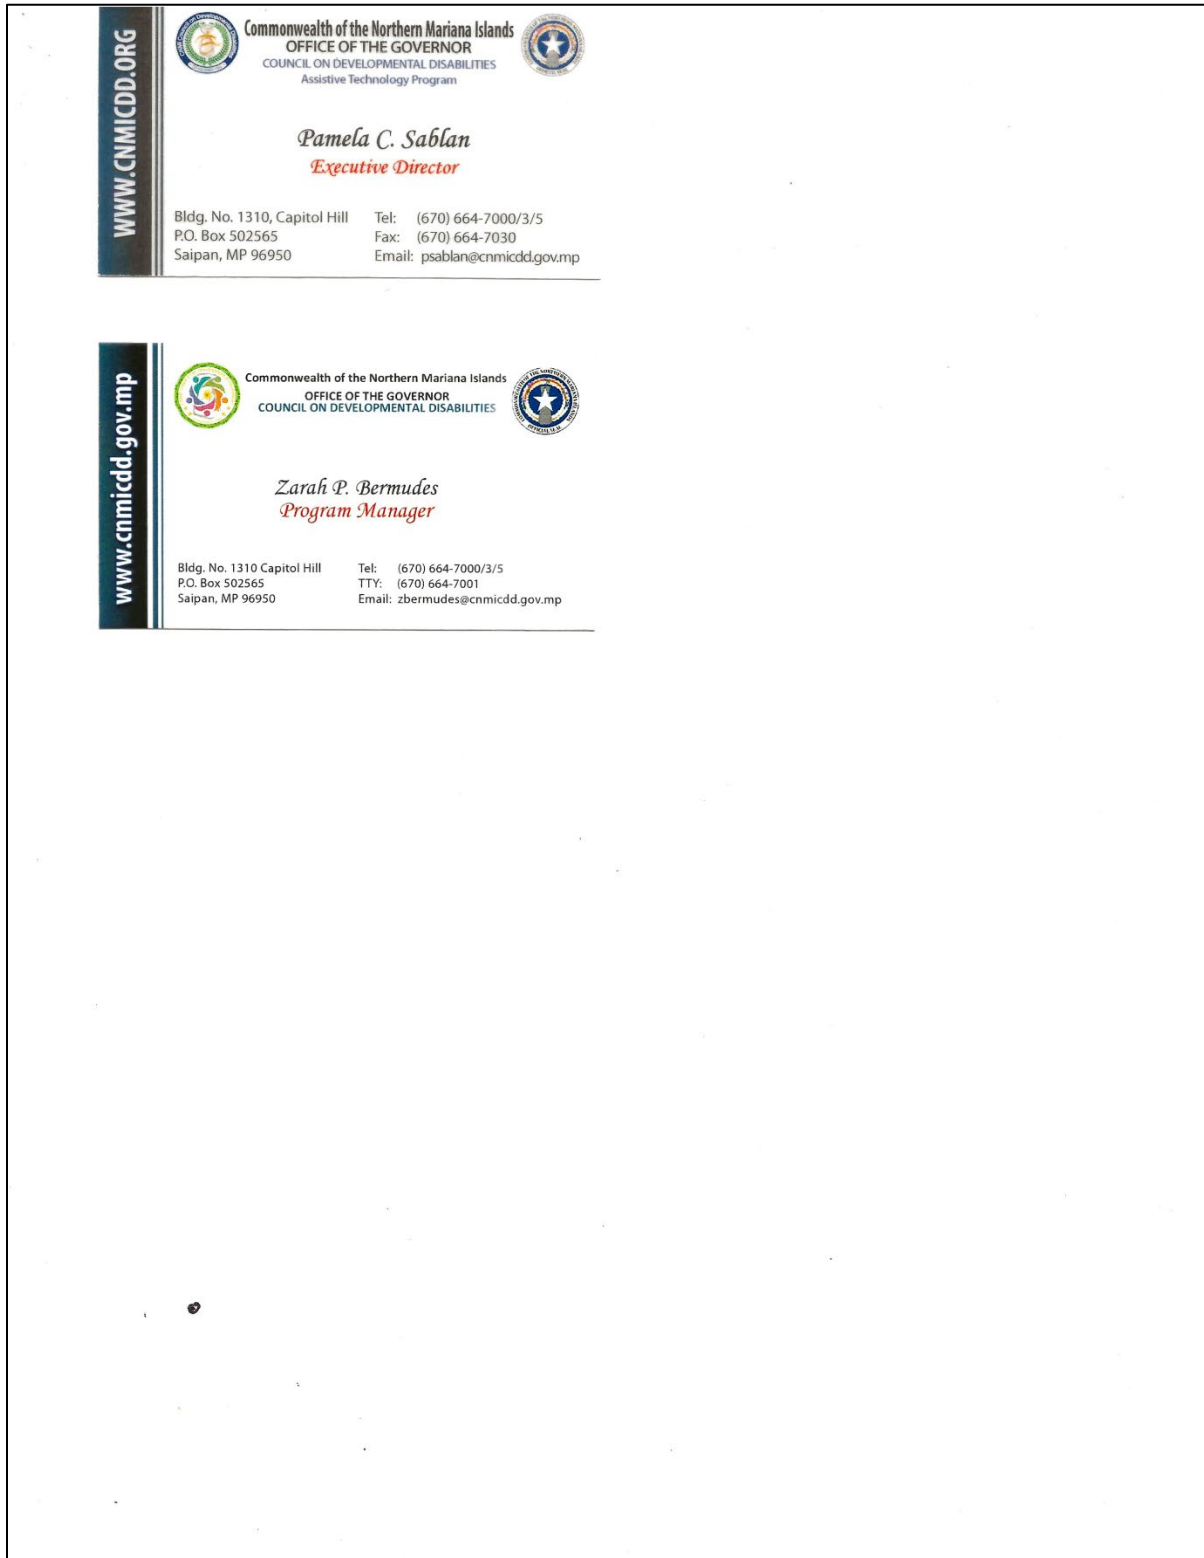 WWW.CNMICDD.ORG
Commonwealth of the Northern Mariana Islands
OFFICE OF THE GOVERNOR
COUNCIL ON DEVELOPMENTAL DISABILITIES
Assistive Technology Program
Pamela C. Sablan
Executive Director
Bldg. No. 1310, Capitol Hill
P.O. Box 502565
Saipan, MP 96950
Tel: (670) 664-7000/3/5
Fax: (670) 664-7030
Email: psablan@cnmicdd.gov.mp
www.cnmicdd.gov.mp
Commonwealth of the Northern Mariana Islands
OFFICE OF THE GOVERNOR
COUNCIL ON DEVELOPMENTAL DISABILITIES
Zarah P. Bermudes
Program Manager
Bldg. No. 1310 Capitol Hill
P.O. Box 502565
Saipan, MP 96950
Tel: (670) 664-7000/3/5
TTY: (670) 664-7001
Email: zbermudes@cnmicdd.gov.mp